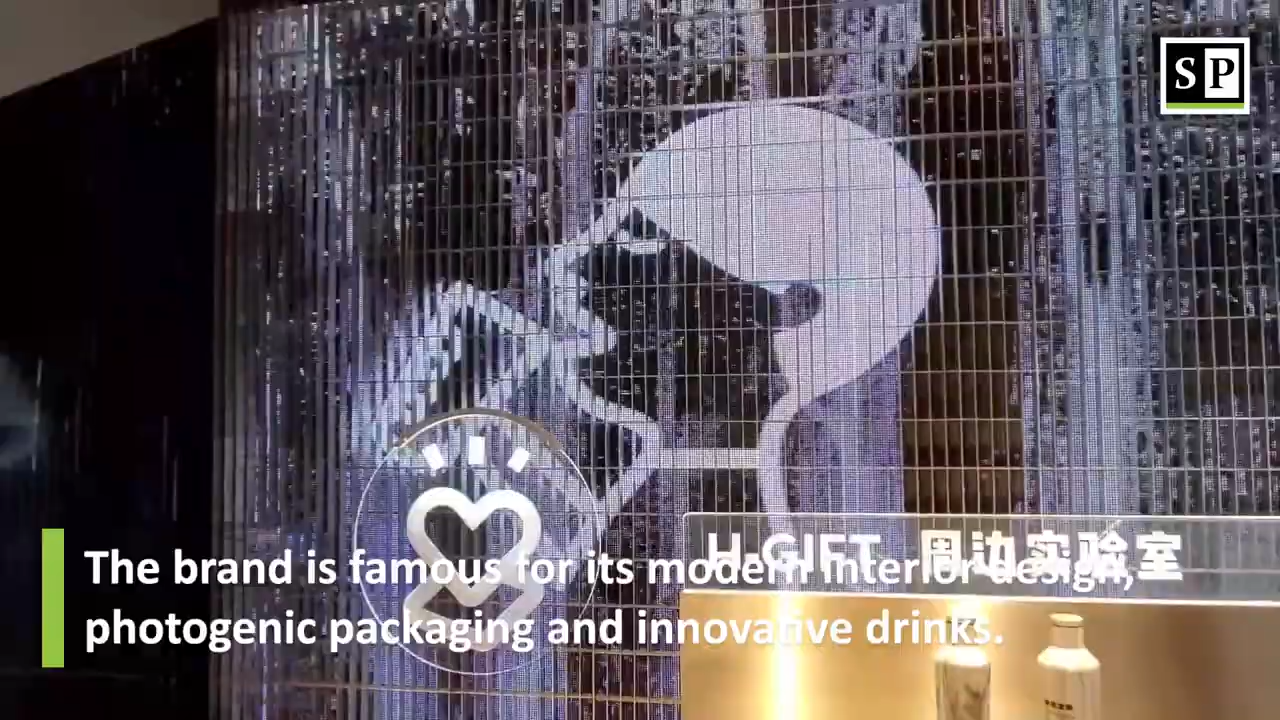 SP
H-GIFT 周边实验室
The brand is famous for its modern interior design,
photogenic packaging and innovative drinks.